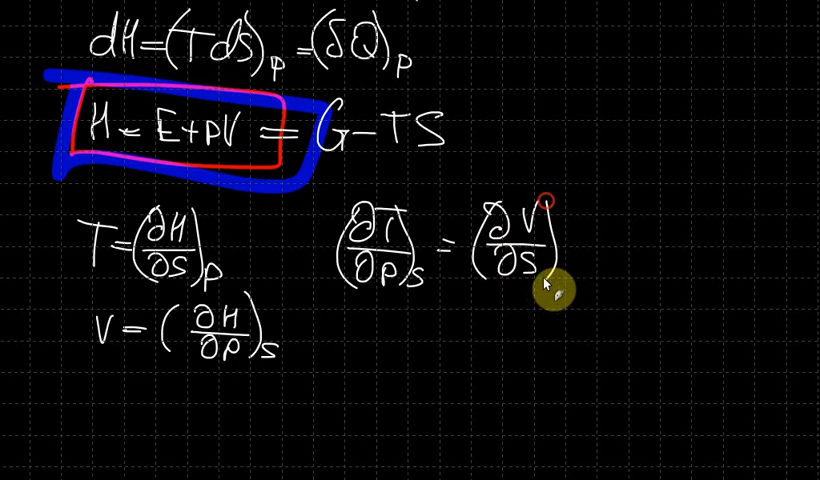 dH=(TdS)_P=(δQ)_P
H=E+PV=G-TS
T=(∂H/∂S)_P (∂T/∂P)_S=(∂V/∂S)
V=(∂H/∂P)_S